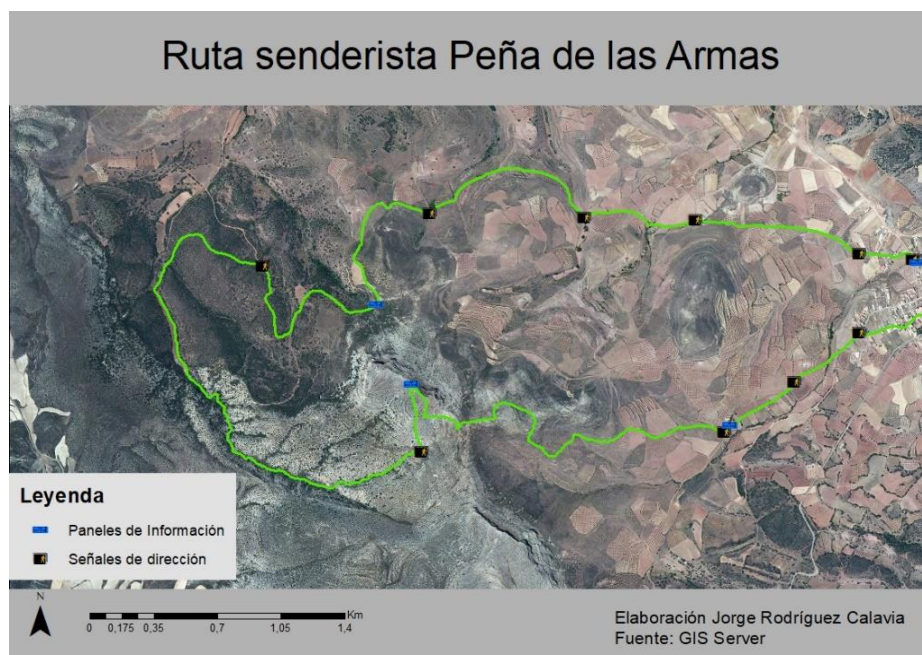 Ruta senderista Peña de las Armas
Leyenda
Paneles de Información
Señales de dirección
N
Km
0 0,175 0,35 0,7 1,05 1,4
Elaboración Jorge Rodríguez Calavia
Fuente: GIS Server